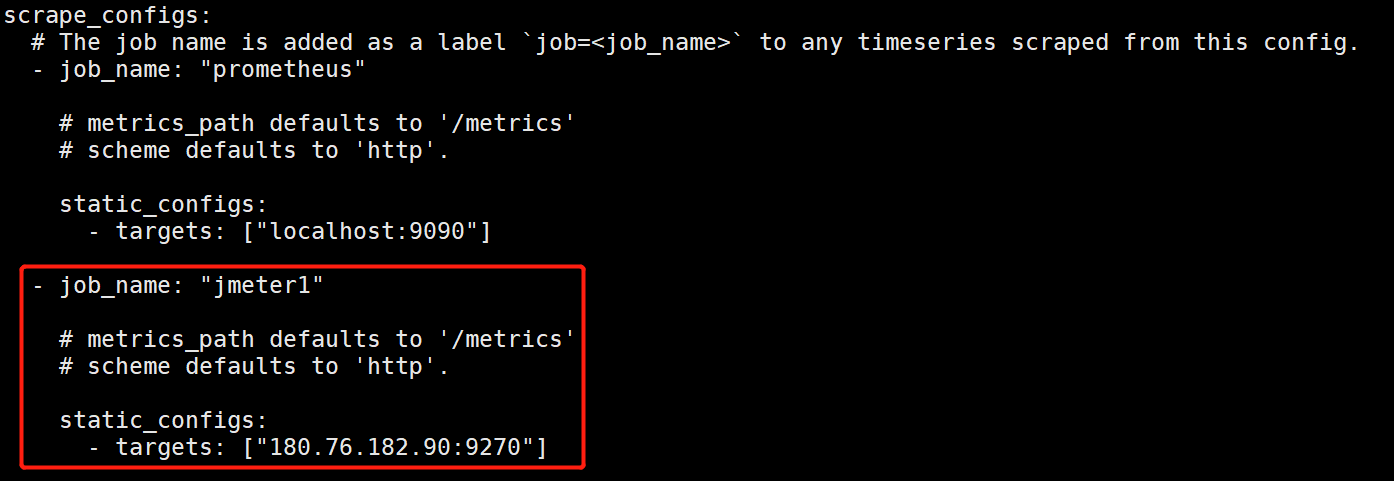 scrape_configs:
  # The job name is added as a label `job=<job_name>` to any timeseries scraped from this config.
  - job_name: "prometheus"
    # metrics_path defaults to '/metrics'
    # scheme defaults to 'http'.
    static_configs:
      - targets: ["localhost:9090"]
  - job_name: "jmeter1"
    # metrics_path defaults to '/metrics'
    # scheme defaults to 'http'.
    static_configs:
      - targets: ["180.76.182.90:9270"]